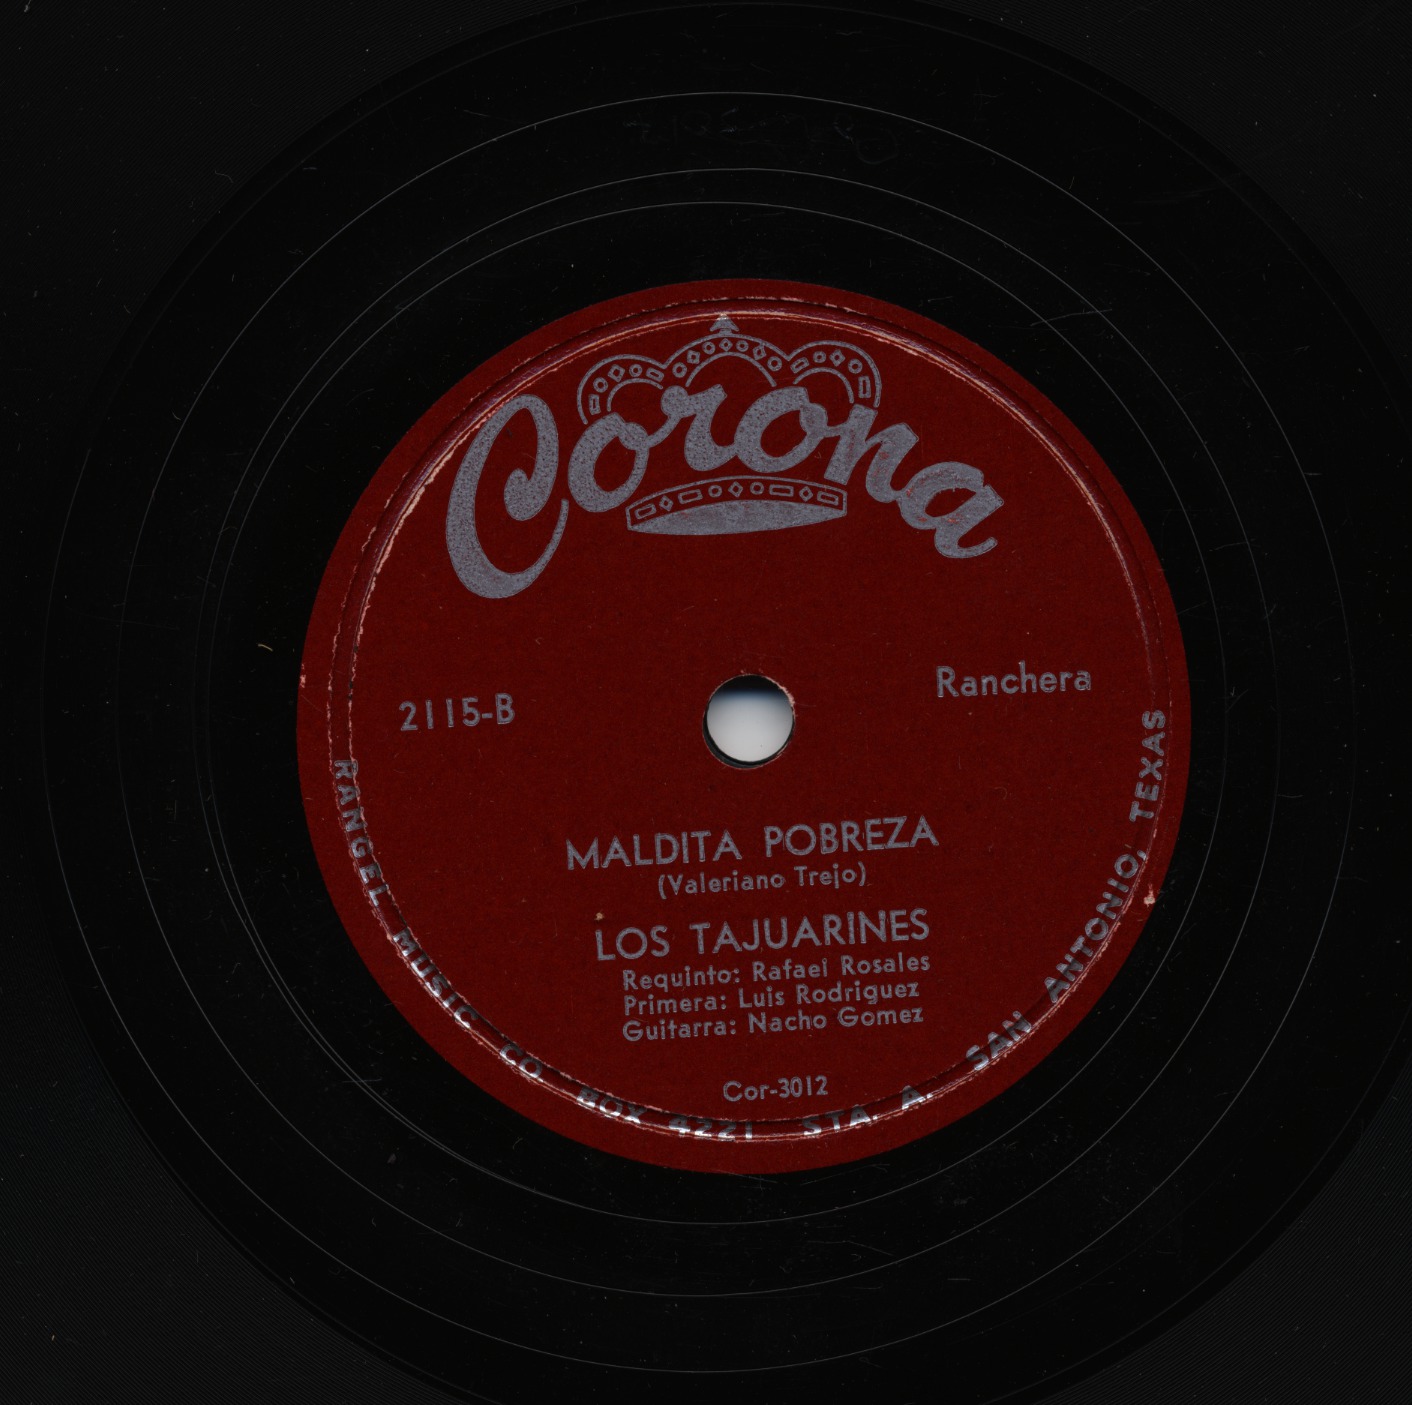 Corona
2115-B
Ranchera
MALDITA POBREZA
(Valeriano Trejo)
LOS TAJUARINES
Requinto: Rafael Rosales
Primera: Luis Rodriguez
Guitarra: Nacho Gomez
Cor-3012
RANGEL MUSIC CO. BOX 4221 STA. A. SAN ANTONIO, TEXAS